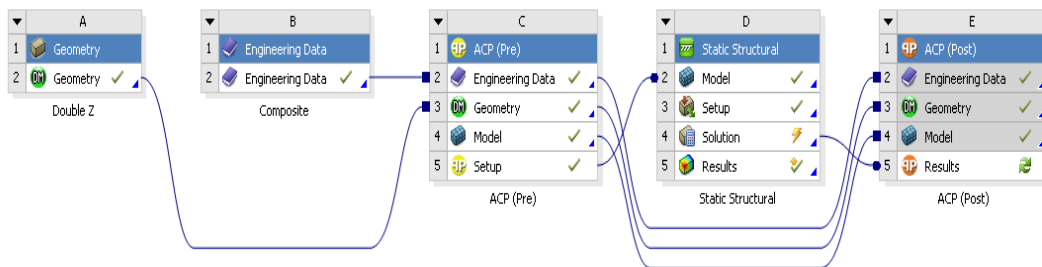 A
1 Geometry
2 Geometry
Double Z
B
1 Engineering Data
2 Engineering Data
Composite
C
1 ACP (Pre)
2 Engineering Data
3 Geometry
4 Model
5 Setup
ACP (Pre)
D
1 Static Structural
2 Model
3 Setup
4 Solution
5 Results
Static Structural
E
1 ACP (Post)
2 Engineering Data
3 Geometry
4 Model
5 Results
ACP (Post)